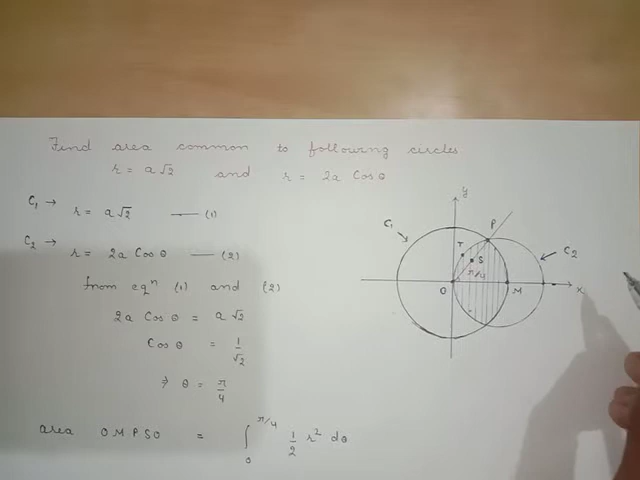 Find area common to following circles
r = a√2 and r = 2a Cos θ
C₁ → r = a√2 —— (1)
C₂ → r = 2a Cos θ —— (2)
from eqⁿ (1) and (2)
2a Cos θ = a √2
Cos θ = 1/√2
⇒ θ = π/4
area OMPSO = ∫₀^π/4 1/2 r² dθ
y
C₁
P
T
S
C₂
π/4
O
M
X